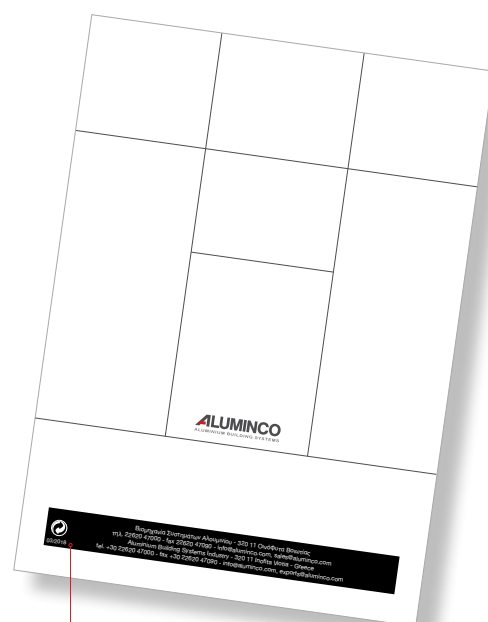 ALUMINCO
ALUMINIUM BUILDING SYSTEMS
Βιομηχανία Συστημάτων Αλουμινίου - 320 11 Οινόφυτα Βοιωτίας
τηλ. 22620 47000 - fax 22620 47090 - info@aluminco.com, sales@aluminco.com
Aluminium Building Systems Industry - 320 11 Inofita Viotia - Greece
tel. +30 22620 47000 - fax +30 22620 47090 - info@aluminco.com, exports@aluminco.com
03/2018